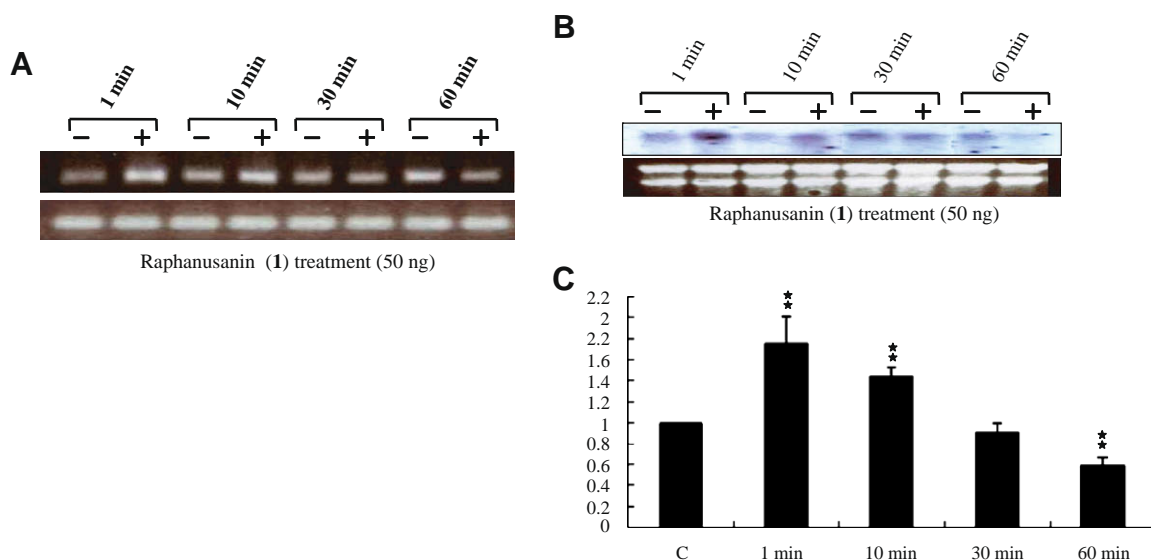 A
1 min
10 min
30 min
60 min
− + − + − + − +
Raphanusanin (1) treatment (50 ng)
B
1 min
10 min
30 min
60 min
− + − + − + − +
Raphanusanin (1) treatment (50 ng)
C
2.2
2
2.2
1.6
1.4
1.2
1
0.8
0.6
0.4
0.2
0
C 1 min 10 min 30 min 60 min